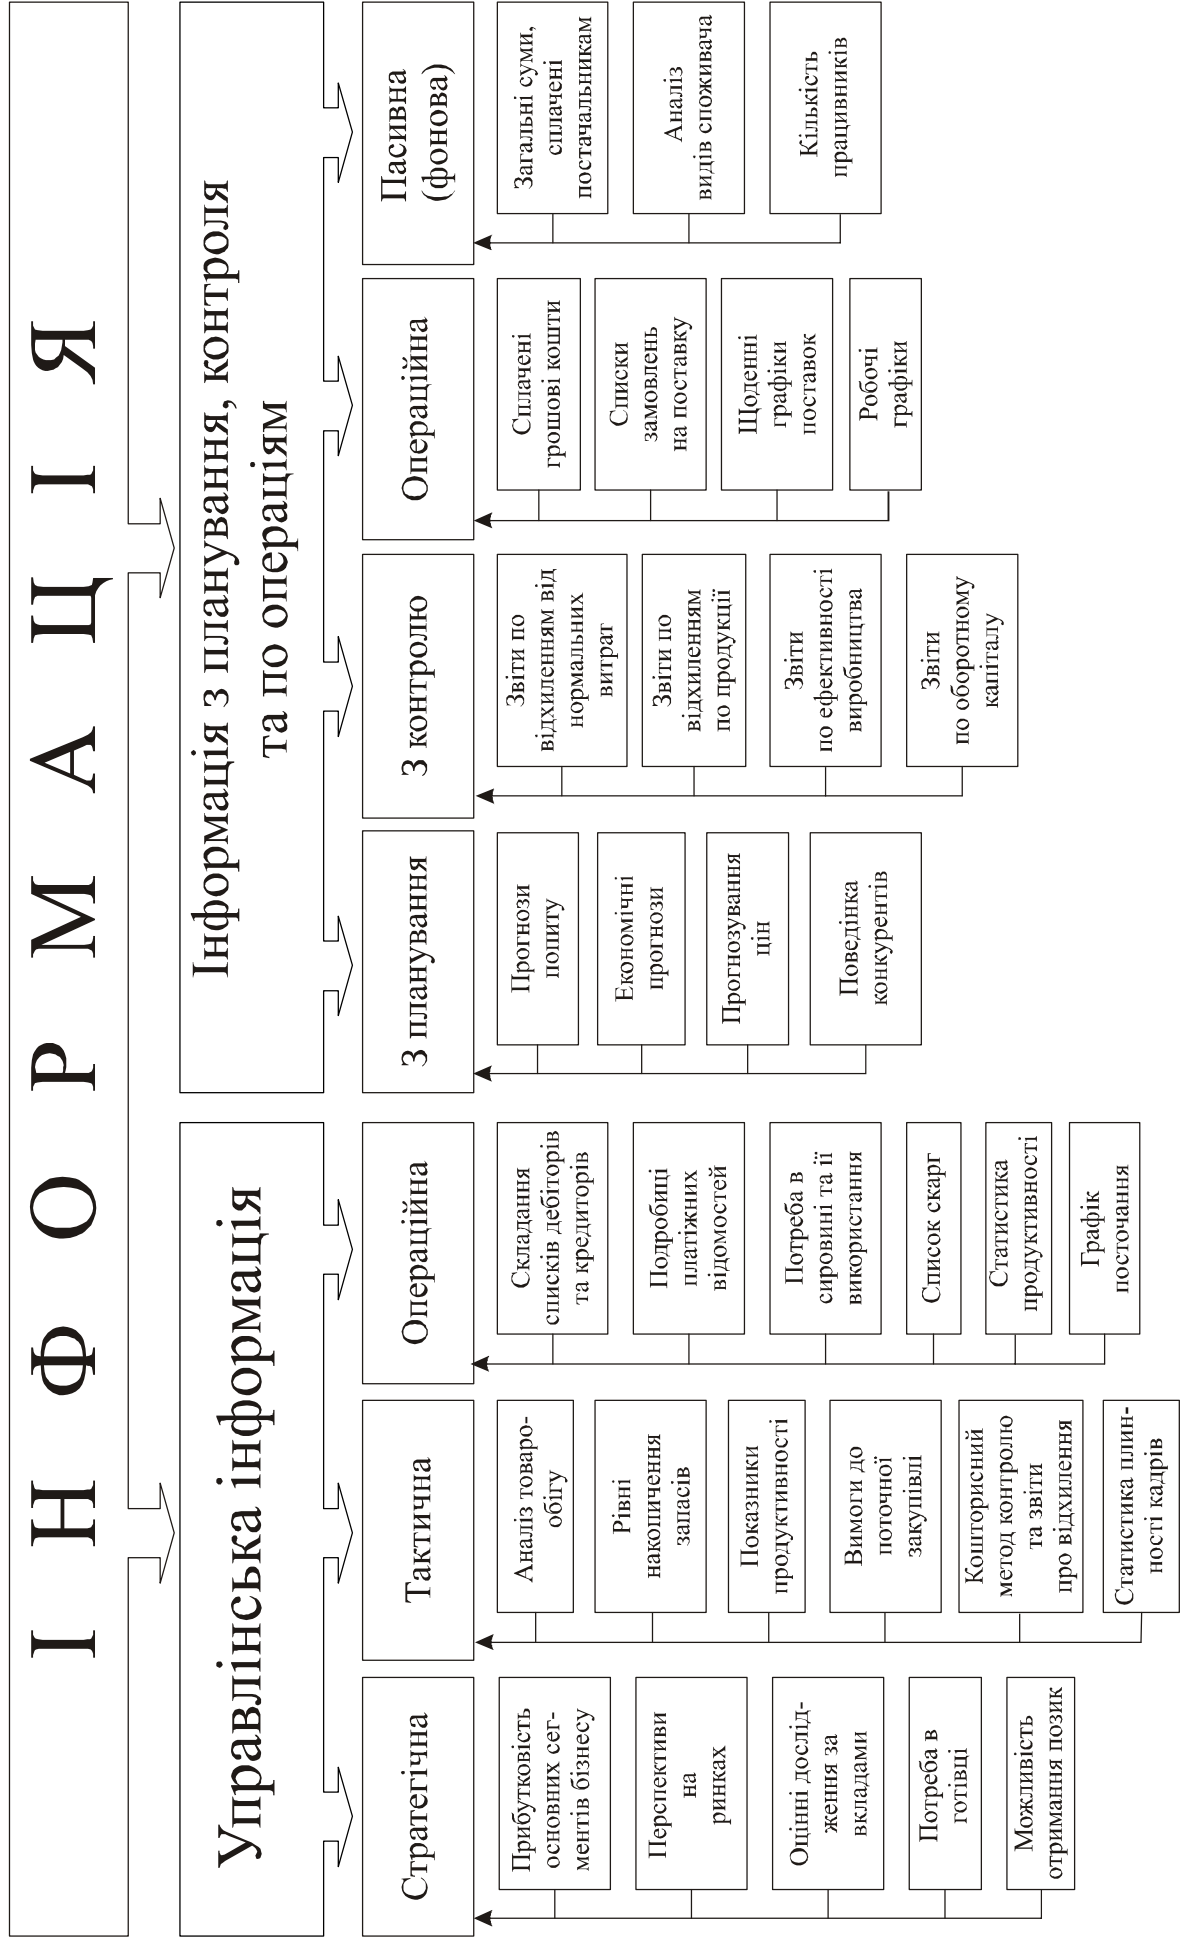 І Н Ф О Р М А Ц І Я
Управлінська інформація
Стратегічна
Прибутковість
основних сег-
ментів бізнесу
Перспективи
на
ринках
Оцінні дослід-
ження за
вкладами
Потреба в
готівці
Можливість
отримання позик
Тактична
Аналіз товаро-
обігу
Рівні
накопичення
запасів
Показники
продуктивності
Вимоги до
поточної
закупівлі
Кошторисний
метод контролю
та звіти
про відхилення
Статистика плин-
ності кадрів
Операційна
Складання
списків дебіторів
та кредиторів
Подробиці
платіжних
відомостей
Потреба в
сировині та її
використання
Список скарг
Статистика
продуктивності
Графік
посточання
Інформація з планування, контроля
та по операціям
З планування
Прогнози
попиту
Економічні
прогнози
Прогнозування
цін
Поведінка
конкурентів
З контролю
Звіти по
відхиленням від
нормальних
витрат
Звіти по
відхиленням
по продукції
Звіти
по ефективності
виробництва
Звіти
по оборотному
капіталу
Операційна
Сплачені
грошові кошти
Списки
замовлень
на поставку
Щоденні
графіки
поставок
Робочі
графіки
Пасивна
(фонова)
Загальні суми,
сплачені
постачальникам
Аналіз
видів споживача
Кількість
працивників